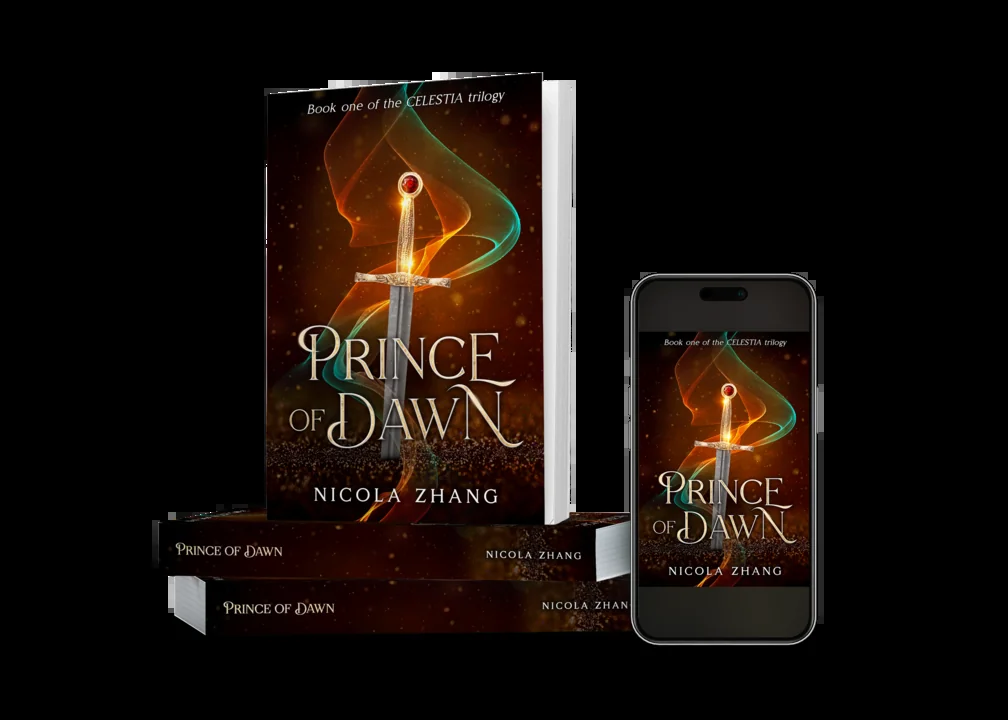 Book one of the CELESTIA trilogy
PRINCE
OF DAWN
NICOLA ZHANG
PRINCE OF DAWN NICOLA ZHANG
PRINCE OF DAWN NICOLA ZHAN
Book one of the CELESTIA trilogy
PRINCE
OF DAWN
NICOLA ZHANG